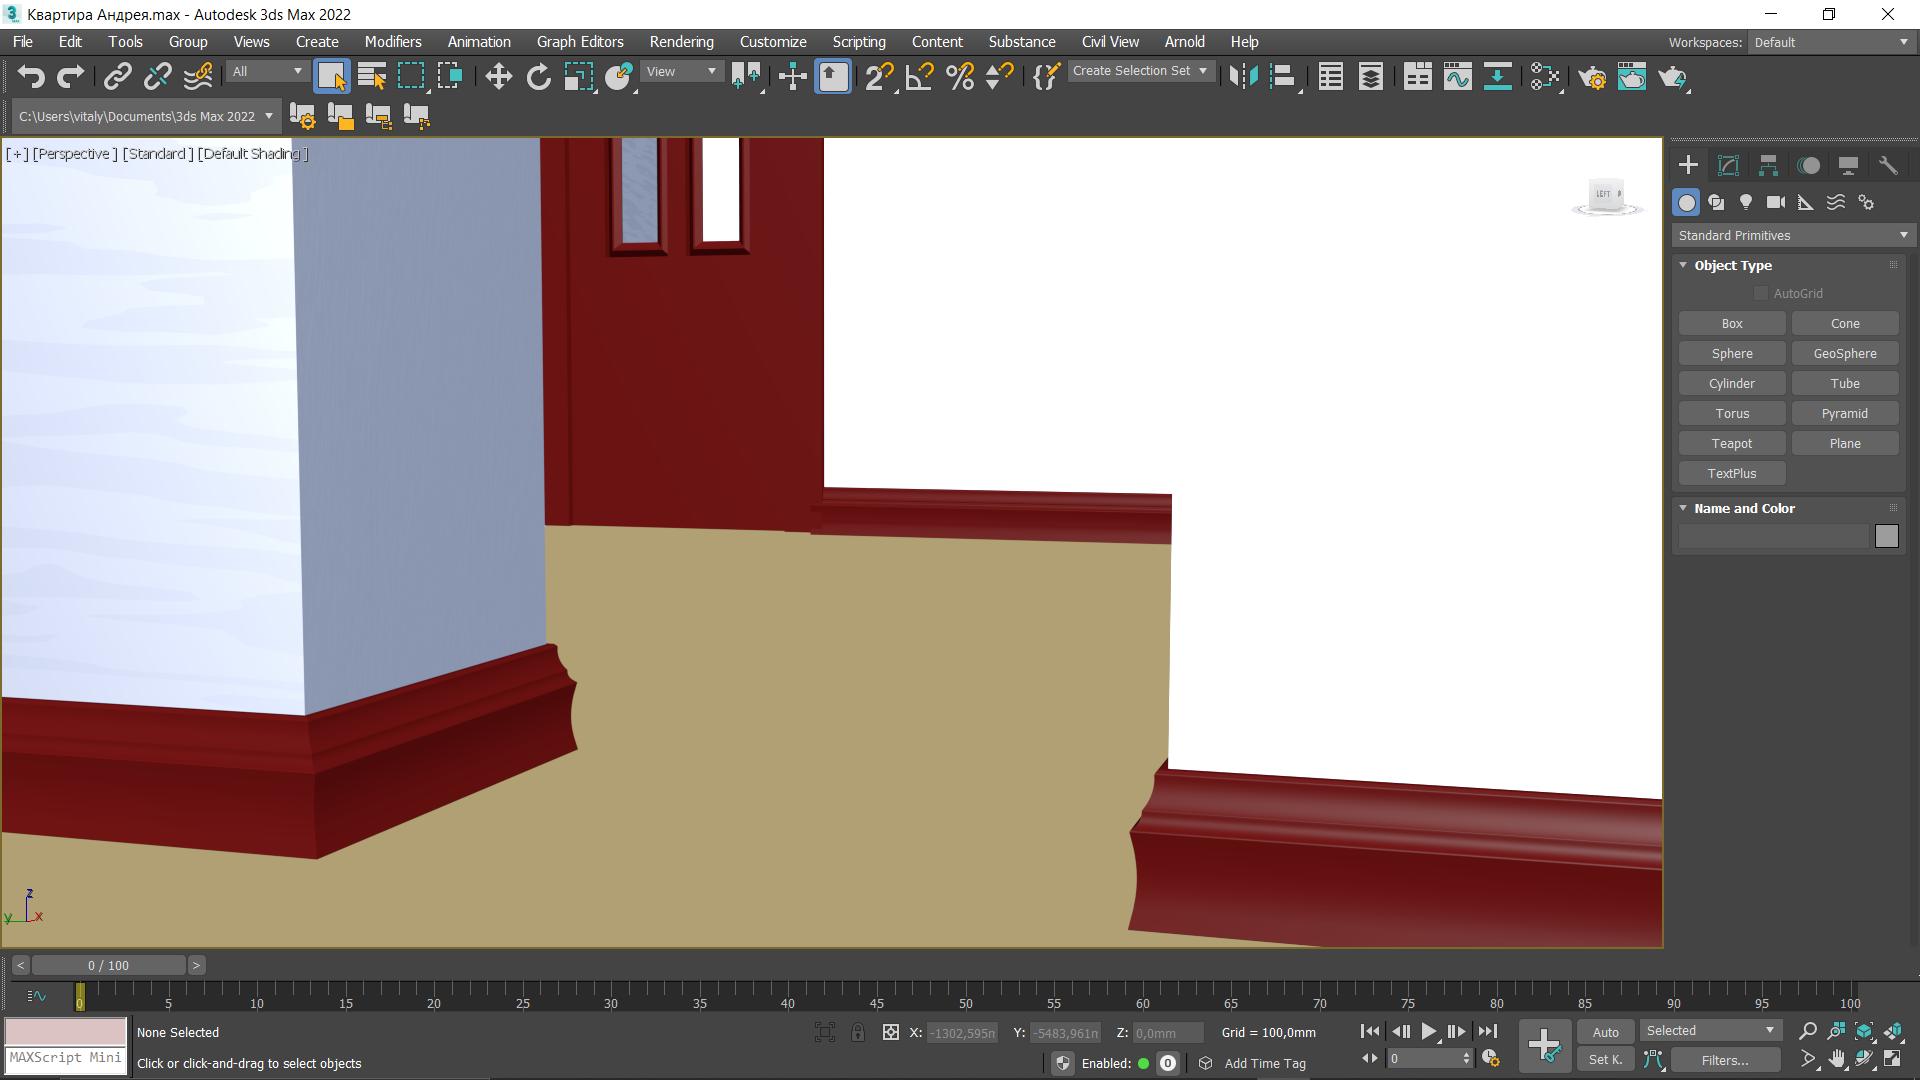 Квартира Андрея.max - Autodesk 3ds Max 2022
File Edit Tools Group Views Create Modifiers Animation Graph Editors Rendering Customize Scripting Content Substance Civil View Arnold Help
Workspaces: Default
All
View
Create Selection Set
C:\Users\vitaly\Documents\3ds Max 2022
[+] [Perspective ] [Standard ] [Default Shading ]
LEFT
Standard Primitives
Object Type
AutoGrid
Box Cone
Sphere GeoSphere
Cylinder Tube
Torus Pyramid
Teapot Plane
TextPlus
Name and Color
z
y x
< 0 / 100 >
0 5 10 15 20 25 30 35 40 45 50 55 60 65 70 75 80 85 90 95 100
None Selected
X: -1302,595n Y: -5483,961n Z: 0,0mm Grid = 100,0mm
Auto Selected
MAXScript Mini
Click or click-and-drag to select objects
Enabled: 0 Add Time Tag
0
Set K. Filters...